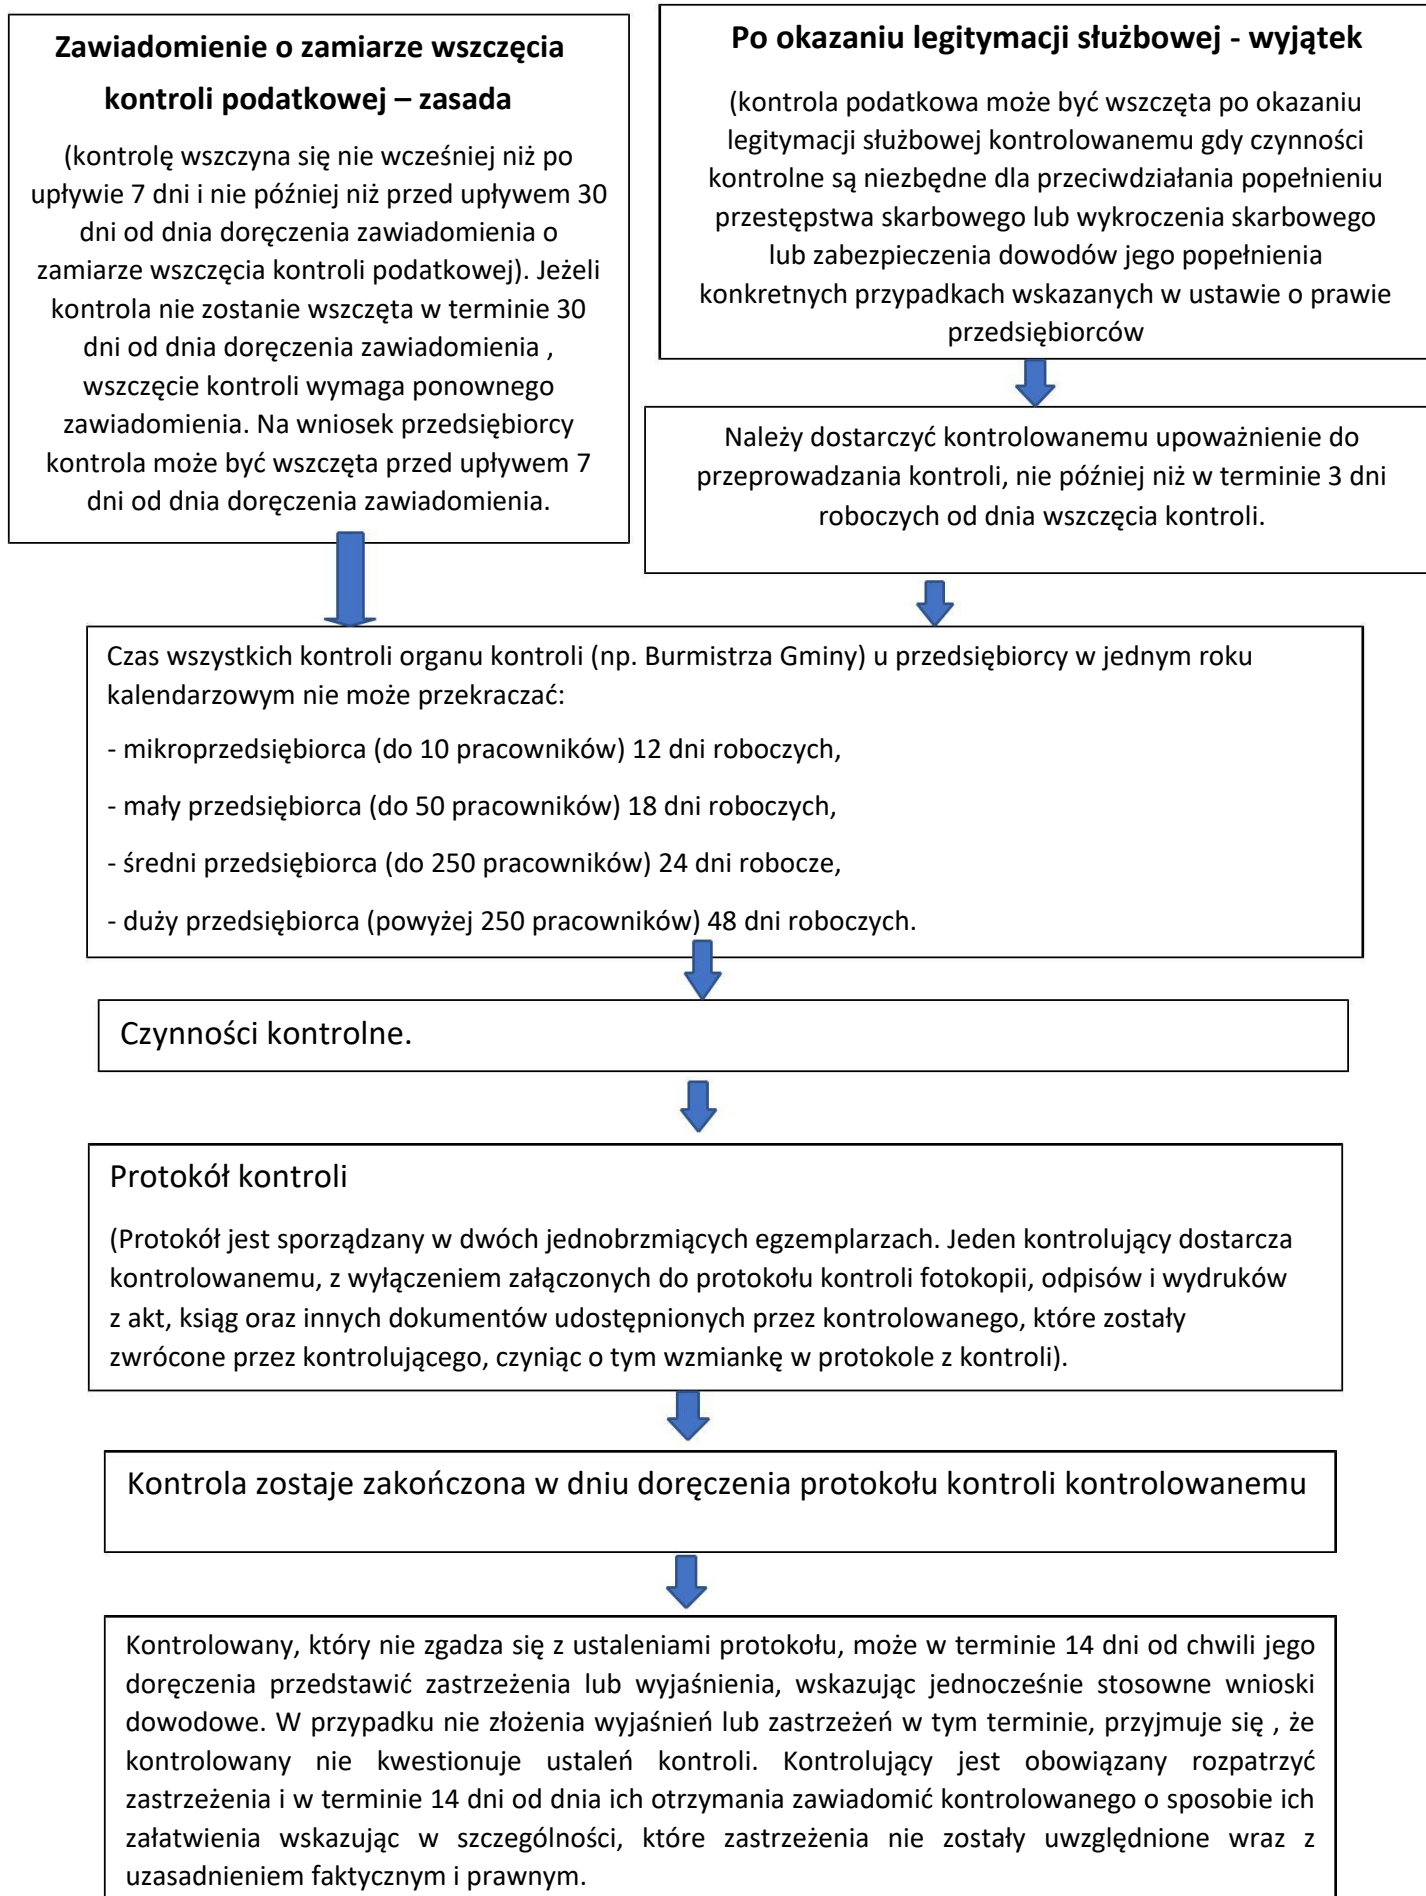 Zawiadomienie o zamiarze wszczęcia
kontroli podatkowej – zasada
(kontrolę wszczyna się nie wcześniej niż po
upływie 7 dni i nie później niż przed upływem 30
dni od dnia doręczenia zawiadomienia o
zamiarze wszczęcia kontroli podatkowej). Jeżeli
kontrola nie zostanie wszczęta w terminie 30
dni od dnia doręczenia zawiadomienia ,
wszczęcie kontroli wymaga ponownego
zawiadomienia. Na wniosek przedsiębiorcy
kontrola może być wszczęta przed upływem 7
dni od dnia doręczenia zawiadomienia.
Po okazaniu legitymacji służbowej - wyjątek
(kontrola podatkowa może być wszczęta po okazaniu
legitymacji służbowej kontrolowanemu gdy czynności
kontrolne są niezbędne dla przeciwdziałania popełnieniu
przestępstwa skarbowego lub wykroczenia skarbowego
lub zabezpieczenia dowodów jego popełnienia
konkretnych przypadkach wskazanych w ustawie o prawie
przedsiębiorców
Należy dostarczyć kontrolowanemu upoważnienie do
przeprowadzania kontroli, nie później niż w terminie 3 dni
roboczych od dnia wszczęcia kontroli.
Czas wszystkich kontroli organu kontroli (np. Burmistrza Gminy) u przedsiębiorcy w jednym roku
kalendarzowym nie może przekraczać:
- mikroprzedsiębiorca (do 10 pracowników) 12 dni roboczych,
- mały przedsiębiorca (do 50 pracowników) 18 dni roboczych,
- średni przedsiębiorca (do 250 pracowników) 24 dni robocze,
- duży przedsiębiorca (powyżej 250 pracowników) 48 dni roboczych.
Czynności kontrolne.
Protokół kontroli
(Protokół jest sporządzany w dwóch jednobrzmiących egzemplarzach. Jeden kontrolujący dostarcza
kontrolowanemu, z wyłączeniem załączonych do protokołu kontroli fotokopii, odpisów i wydruków
z akt, ksiąg oraz innych dokumentów udostępnionych przez kontrolowanego, które zostały
zwrócone przez kontrolującego, czyniąc o tym wzmiankę w protokole z kontroli).
Kontrola zostaje zakończona w dniu doręczenia protokołu kontroli kontrolowanemu
Kontrolowany, który nie zgadza się z ustaleniami protokołu, może w terminie 14 dni od chwili jego
doręczenia przedstawić zastrzeżenia lub wyjaśnienia, wskazując jednocześnie stosowne wnioski
dowodowe. W przypadku nie złożenia wyjaśnień lub zastrzeżeń w tym terminie, przyjmuje się , że
kontrolowany nie kwestionuje ustaleń kontroli. Kontrolujący jest obowiązany rozpatrzyć
zastrzeżenia i w terminie 14 dni od dnia ich otrzymania zawiadomić kontrolowanego o sposobie ich
załatwienia wskazując w szczególności, które zastrzeżenia nie zostały uwzględnione wraz z
uzasadnieniem faktycznym i prawnym.